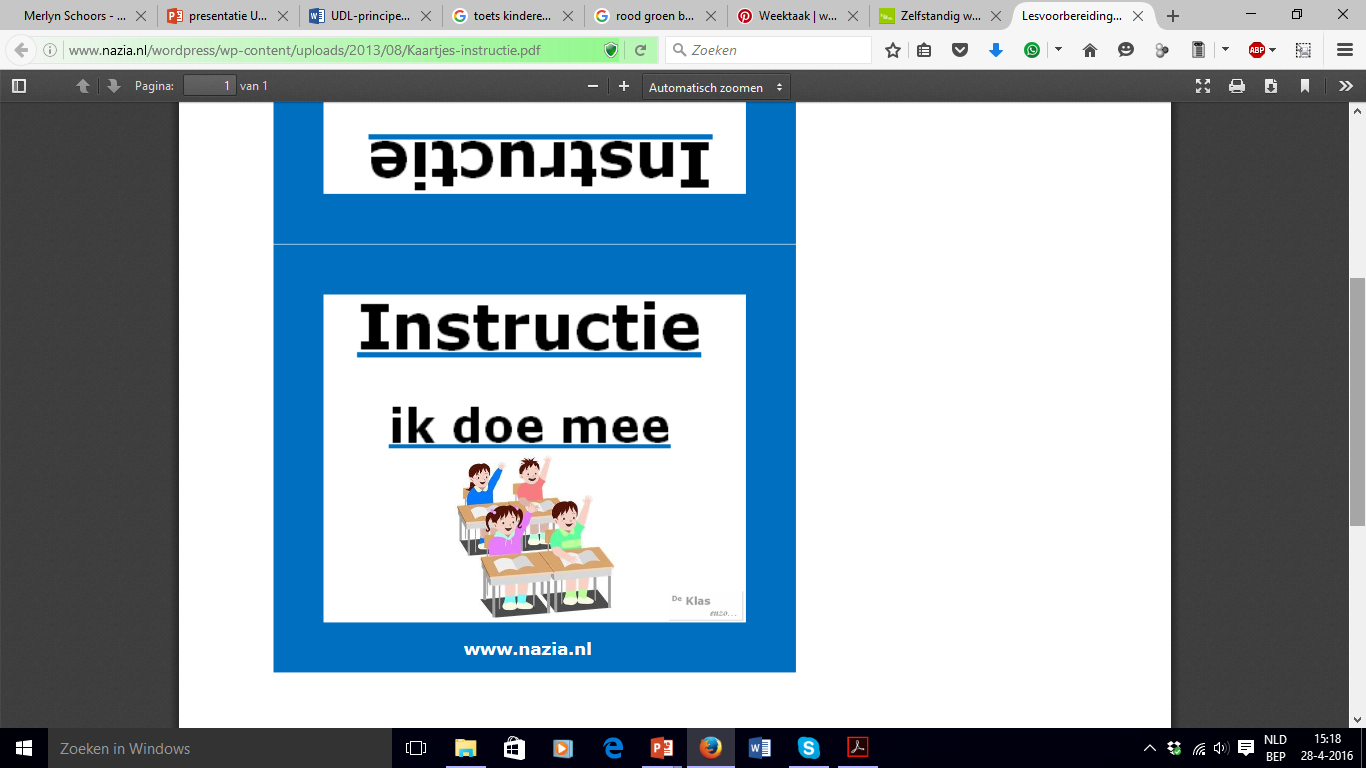 Merlyn Schoors - ...
presentatie U...
UDL-principe...
toets kindere...
rood groen b...
Weektaak | w...
Zelfstandig w...
Lesvoorbereiding...
www.nazia.nl/wordpress/wp-content/uploads/2013/08/Kaartjes-instructie.pdf
Zoeken
ABP
Pagina: 1 van 1
Automatisch zoomen
Instructie
Instructie
ik doe mee
De Klas
enzo...
www.nazia.nl
Zoeken in Windows
NLD 15:18
BEP 28-4-2016